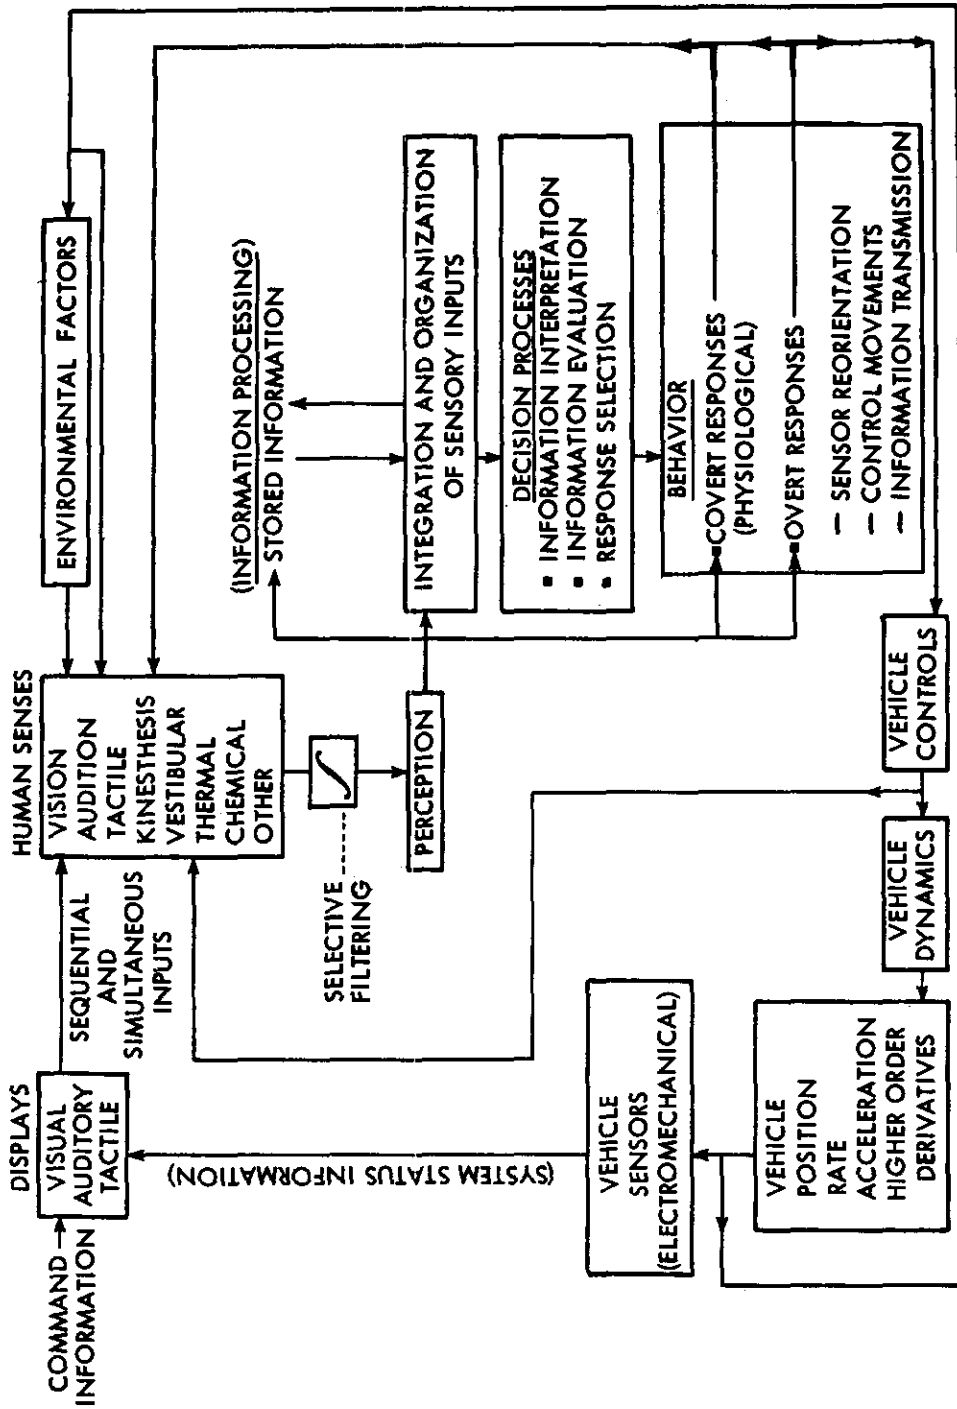 COMMAND
INFORMATION
DISPLAYS
VISUAL
AUDITORY
TACTILE
SEQUENTIAL
AND
SIMULTANEOUS
INPUTS
HUMAN SENSES
VISION
AUDITION
TACTILE
KINESTHESIS
VESTIBULAR
THERMAL
CHEMICAL
OTHER
ENVIRONMENTAL FACTORS
SELECTIVE
FILTERING
∫
PERCEPTION
(INFORMATION PROCESSING)
STORED INFORMATION
INTEGRATION AND ORGANIZATION
OF SENSORY INPUTS
DECISION PROCESSES
▪ INFORMATION INTERPRETATION
▪ INFORMATION EVALUATION
▪ RESPONSE SELECTION
BEHAVIOR
▪ COVERT RESPONSES
(PHYSIOLOGICAL)
▪ OVERT RESPONSES
— SENSOR REORIENTATION
— CONTROL MOVEMENTS
— INFORMATION TRANSMISSION
(SYSTEM STATUS INFORMATION)
VEHICLE
SENSORS
(ELECTROMECHANICAL)
VEHICLE
POSITION
RATE
ACCELERATION
HIGHER ORDER
DERIVATIVES
VEHICLE
DYNAMICS
VEHICLE
CONTROLS